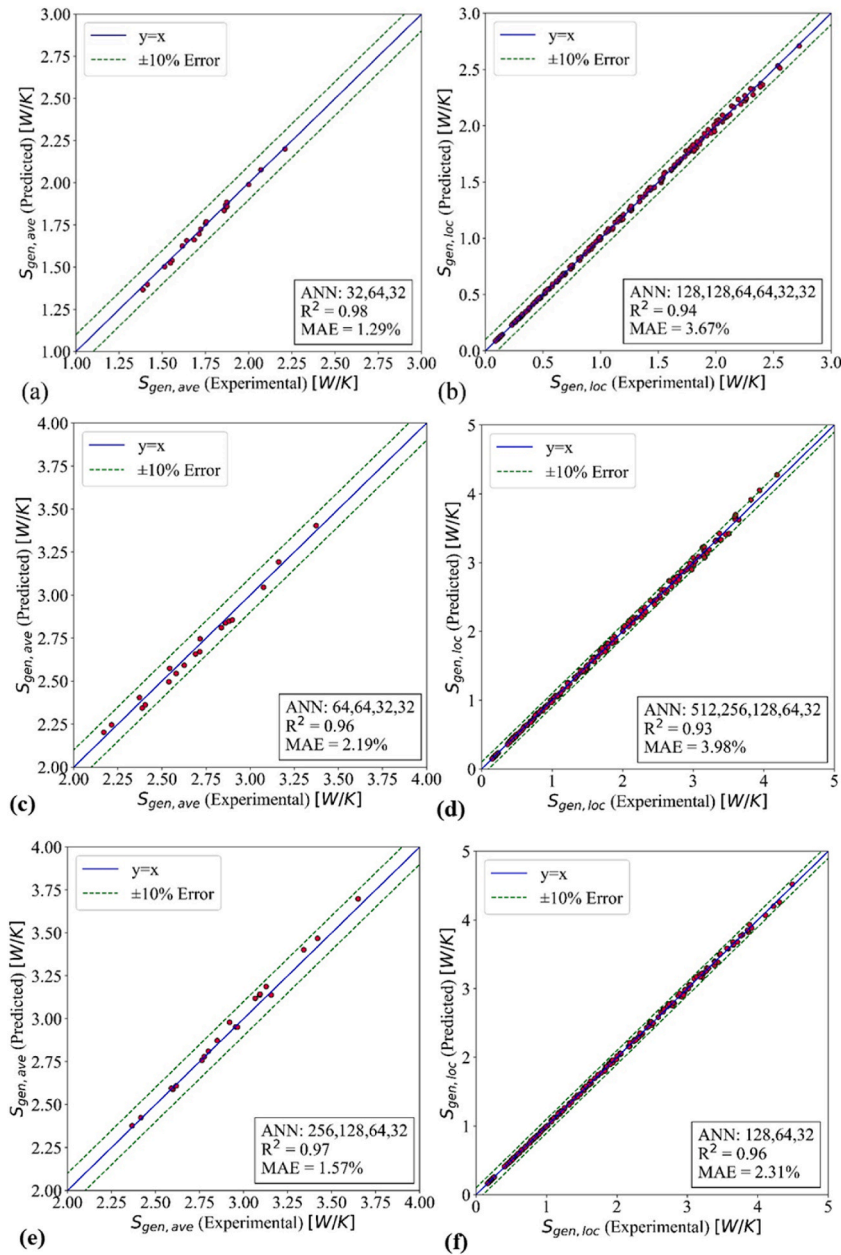 3.00
2.75
2.50
2.25
2.00
1.75
1.50
1.25
1.00
S_gen,ave (Predicted) [W/K]
y=x
±10% Error
ANN: 32,64,32
R² = 0.98
MAE = 1.29%
1.00 1.25 1.50 1.75 2.00 2.25 2.50 2.75 3.00
S_gen,ave (Experimental) [W/K]
(a)
3.0
2.5
2.0
1.5
1.0
0.5
0.0
S_gen,loc (Predicted) [W/K]
y=x
±10% Error
ANN: 128,128,64,64,32,32
R² = 0.94
MAE = 3.67%
0.0 0.5 1.0 1.5 2.0 2.5 3.0
S_gen,loc (Experimental) [W/K]
(b)
4.00
3.75
3.50
3.25
3.00
2.75
2.50
2.25
2.00
S_gen,ave (Predicted) [W/K]
y=x
±10% Error
ANN: 64,64,32,32
R² = 0.96
MAE = 2.19%
2.00 2.25 2.50 2.75 3.00 3.25 3.50 3.75 4.00
S_gen,ave (Experimental) [W/K]
(c)
5
4
3
2
1
0
S_gen,loc (Predicted) [W/K]
y=x
±10% Error
ANN: 512,256,128,64,32
R² = 0.93
MAE = 3.98%
0 1 2 3 4 5
S_gen,loc (Experimental) [W/K]
(d)
4.00
3.75
3.50
3.25
3.00
2.75
2.50
2.25
2.00
S_gen,ave (Predicted) [W/K]
y=x
±10% Error
ANN: 256,128,64,32
R² = 0.97
MAE = 1.57%
2.00 2.25 2.50 2.75 3.00 3.25 3.50 3.75 4.00
S_gen,ave (Experimental) [W/K]
(e)
5
4
3
2
1
0
S_gen,loc (Predicted) [W/K]
y=x
±10% Error
ANN: 128,64,32
R² = 0.96
MAE = 2.31%
0 1 2 3 4 5
S_gen,loc (Experimental) [W/K]
(f)